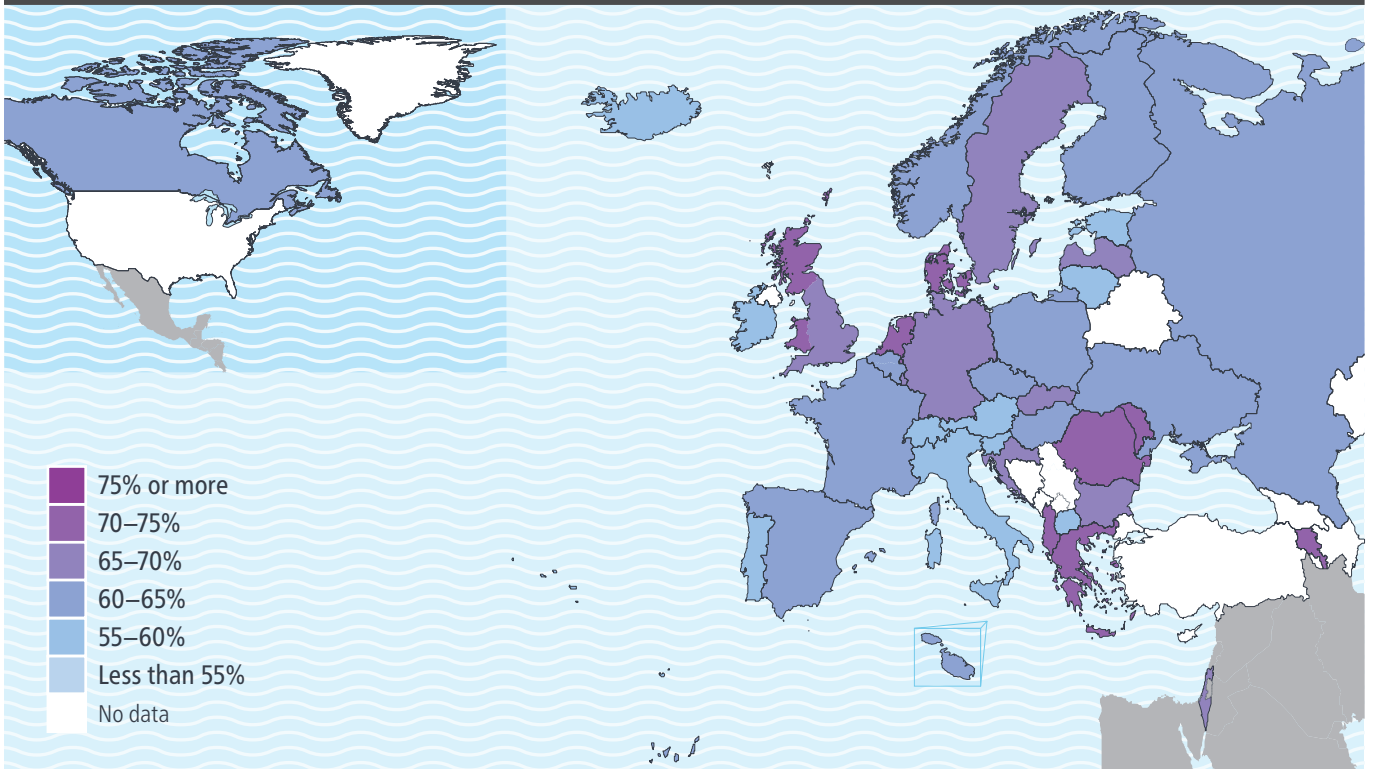 75% or more
70–75%
65–70%
60–65%
55–60%
Less than 55%
No data